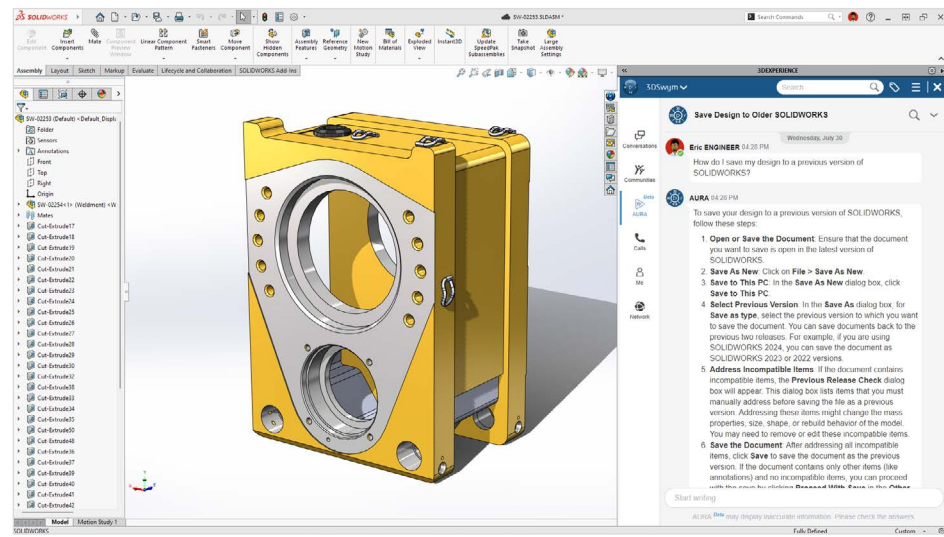 SOLIDWORKS
SW-02253.SLDASM *
Search Commands
Edit Component
Insert Components
Mate
Component Preview Window
Linear Component Pattern
Smart Fasteners
Move Component
Show Hidden Components
Assembly Features
Reference Geometry
New Motion Study
Bill of Materials
Exploded View
Instant3D
Update SpeedPak Subassemblies
Take Snapshot
Large Assembly Settings
Assembly
Layout
Sketch
Markup
Evaluate
Lifecycle and Collaboration
SOLIDWORKS Add-Ins
SW-02253 (Default) <Default_Displa
Folder
Sensors
Annotations
Front
Top
Right
Origin
SW-02254<1> (Weldment) <W
Mates
Cut-Extrude17
Cut-Extrude18
Cut-Extrude19
Cut-Extrude20
Cut-Extrude21
Cut-Extrude22
Cut-Extrude23
Cut-Extrude24
Cut-Extrude25
Cut-Extrude26
Cut-Extrude27
Cut-Extrude28
Cut-Extrude29
Cut-Extrude30
Cut-Extrude32
Cut-Extrude38
Cut-Extrude33
Cut-Extrude34
Cut-Extrude35
Cut-Extrude50
Cut-Extrude48
Cut-Extrude36
Cut-Extrude37
Cut-Extrude39
Cut-Extrude40
Cut-Extrude41
Cut-Extrude42
Model
Motion Study 1
SOLIDWORKS
Fully Defined
Custom
3DEXPERIENCE
3DSwym
Search
Conversations
Communities
Beta
AURA
Calls
Me
Network
Save Design to Older SOLIDWORKS
Wednesday, July 30
Eric ENGINEER 04:26 PM
How do I save my design to a previous version of
SOLIDWORKS?
AURA 04:26 PM
To save your design to a previous version of SOLIDWORKS,
follow these steps:
1. Open or Save the Document: Ensure that the document
you want to save is open in the latest version of
SOLIDWORKS.
2. Save As New: Click on File > Save As New.
3. Save to This PC: In the Save As New dialog box, click
Save to This PC.
4. Select Previous Version: In the Save As dialog box, for
Save as type, select the previous version to which you want
to save the document. You can save documents back to the
previous two releases. For example, if you are using
SOLIDWORKS 2024, you can save the document as
SOLIDWORKS 2023 or 2022 versions.
5. Address Incompatible Items: If the document contains
incompatible items, the Previous Release Check dialog
box will appear. This dialog box lists items that you must
manually address before saving the file as a previous
version. Addressing these items might change the mass
properties, size, shape, or rebuild behavior of the model.
You may need to remove or edit these incompatible items.
6. Save the Document: After addressing all incompatible
items, click Save to save the document as the previous
version. If the document contains only other items (like
annotations) and no incompatible items, you can proceed
with the save by clicking Proceed With Save in the Other
Start writing
AURA Beta may display inaccurate information. Please check the answers.